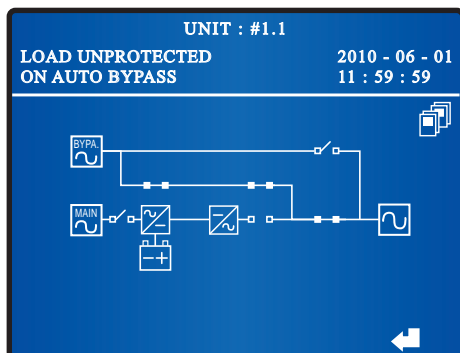 UNIT : #1.1
LOAD UNPROTECTED
ON AUTO BYPASS
2010 - 06 - 01
11 : 59 : 59
BYPA.
MAIN